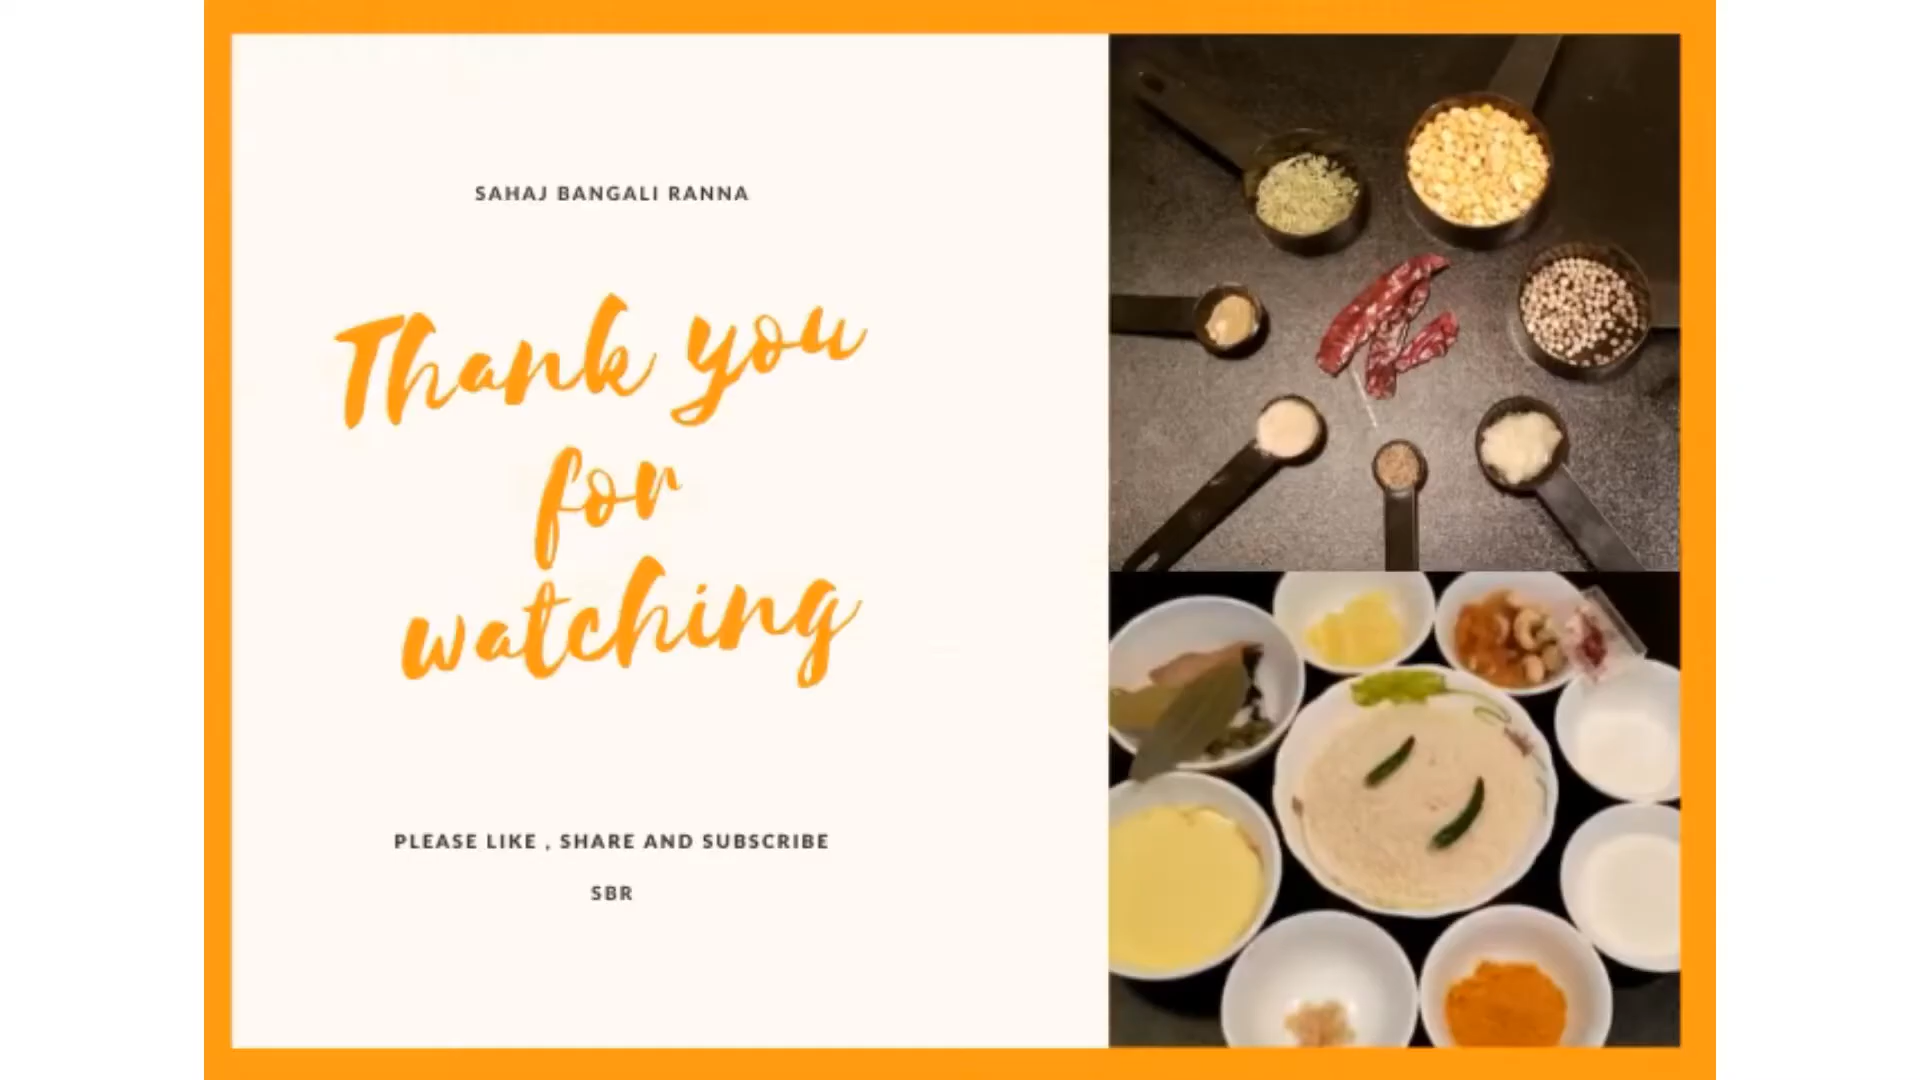 SAHAJ BANGALI RANNA
Thank you
for
watching
PLEASE LIKE , SHARE AND SUBSCRIBE
SBR